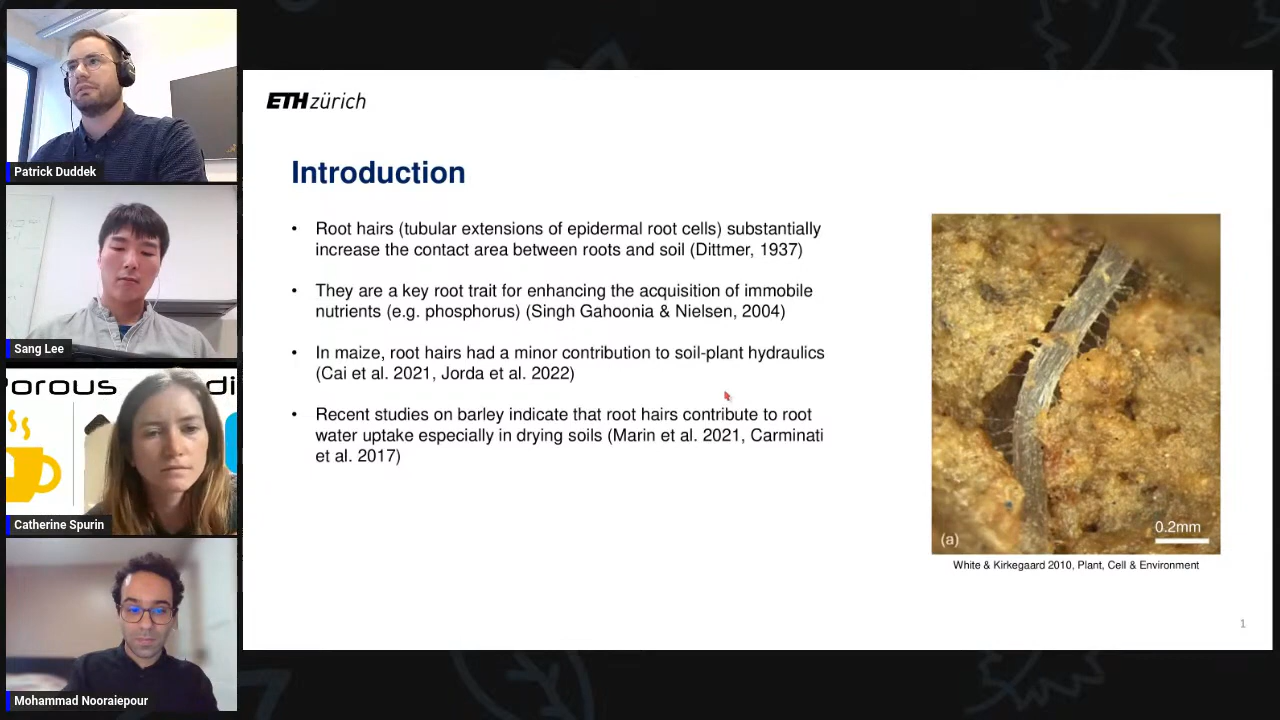 Patrick Duddek
Sang Lee
Porous
di
Catherine Spurin
Mohammad Nooraiepour
ETH zürich
Introduction
• Root hairs (tubular extensions of epidermal root cells) substantially
increase the contact area between roots and soil (Dittmer, 1937)
• They are a key root trait for enhancing the acquisition of immobile
nutrients (e.g. phosphorus) (Singh Gahoonia & Nielsen, 2004)
• In maize, root hairs had a minor contribution to soil-plant hydraulics
(Cai et al. 2021, Jorda et al. 2022)
• Recent studies on barley indicate that root hairs contribute to root
water uptake especially in drying soils (Marin et al. 2021, Carminati
et al. 2017)
(a)
0.2mm
White & Kirkegaard 2010, Plant, Cell & Environment
1